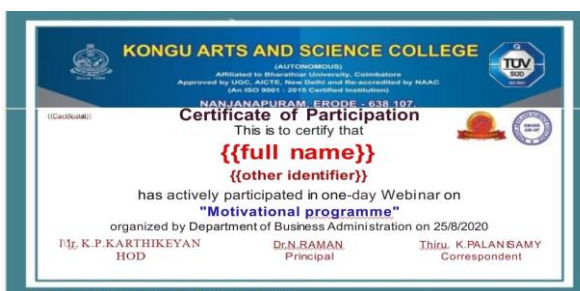 KONGU ARTS AND SCIENCE COLLEGE
(AUTONOMOUS)
Affiliated to Bharathiar University, Coimbatore
Approved by UGC, AICTE, New Delhi and Re-accredited by NAAC
(An ISO 9001 : 2015 Certified Institution)
NANJANAPURAM, ERODE - 638 107.
TÜV
SUD
Certificate of Participation
This is to certify that
{{full name}}
{{other identifier}}
has actively participated in one-day Webinar on
"Motivational programme"
organized by Department of Business Administration on 25/8/2020
Mr. K.P.KARTHIKEYAN
HOD
Dr.N.RAMAN
Principal
Thiru. K.PALANISAMY
Correspondent